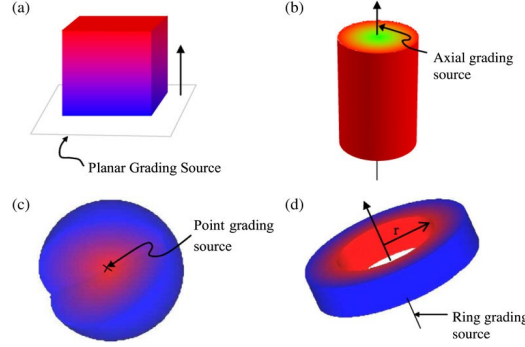 (a)
Planar Grading Source
(b)
Axial grading
source
(c)
Point grading
source
(d)
r
Ring grading
source